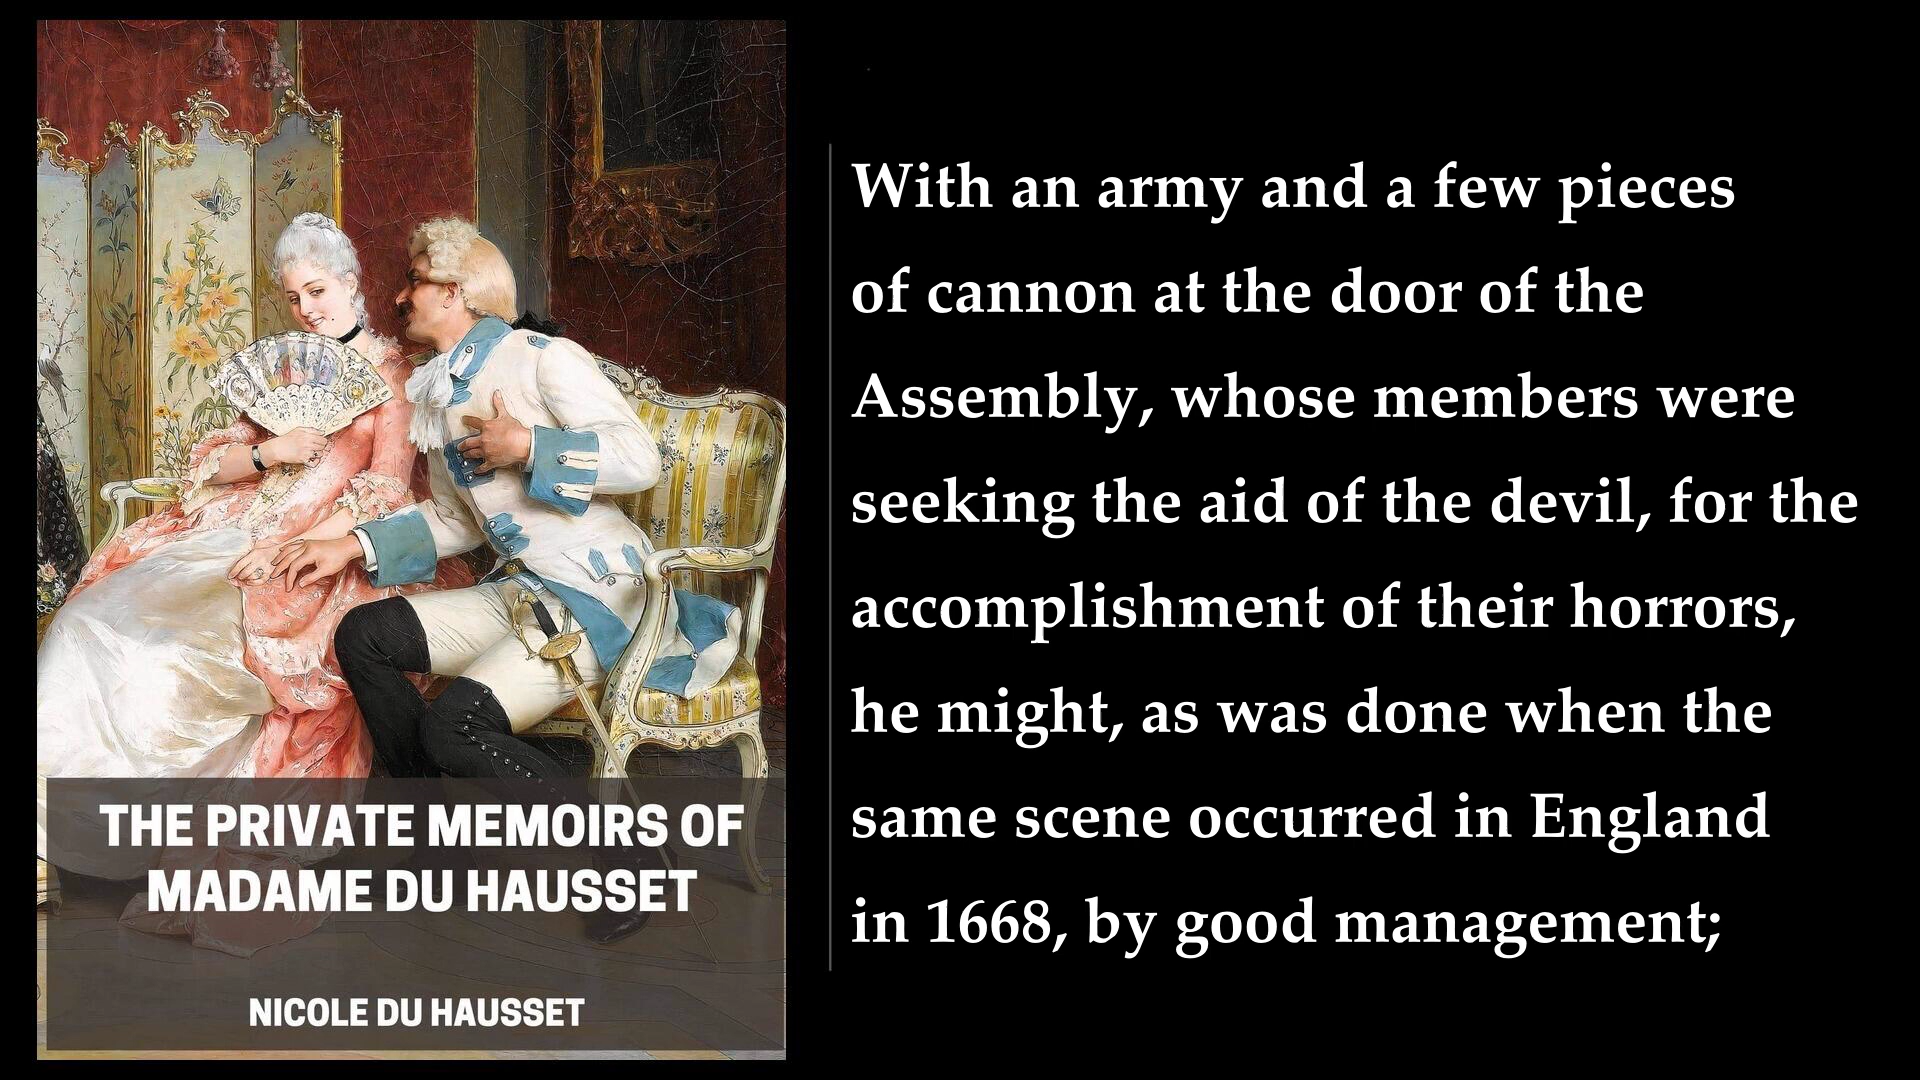 THE PRIVATE MEMOIRS OF
MADAME DU HAUSSET
NICOLE DU HAUSSET
With an army and a few pieces
of cannon at the door of the
Assembly, whose members were
seeking the aid of the devil, for the
accomplishment of their horrors,
he might, as was done when the
same scene occurred in England
in 1668, by good management;